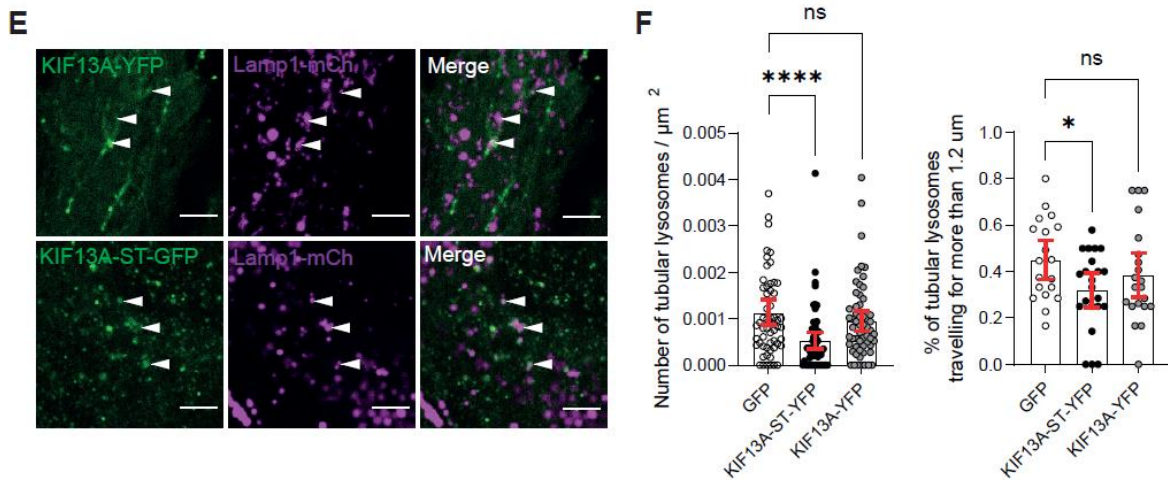 E
KIF13A-YFP
Lamp1-mCh
Merge
KIF13A-ST-GFP
Lamp1-mCh
Merge
F
ns
****
Number of tubular lysosomes / µm²
0.005
0.004
0.003
0.002
0.001
0.000
GFP
KIF13A-ST-YFP
KIF13A-YFP
ns
*
% of tubular lysosomes
travelling for more than 1.2 um
1.0
0.8
0.6
0.4
0.2
0.0
GFP
KIF13A-ST-YFP
KIF13A-YFP